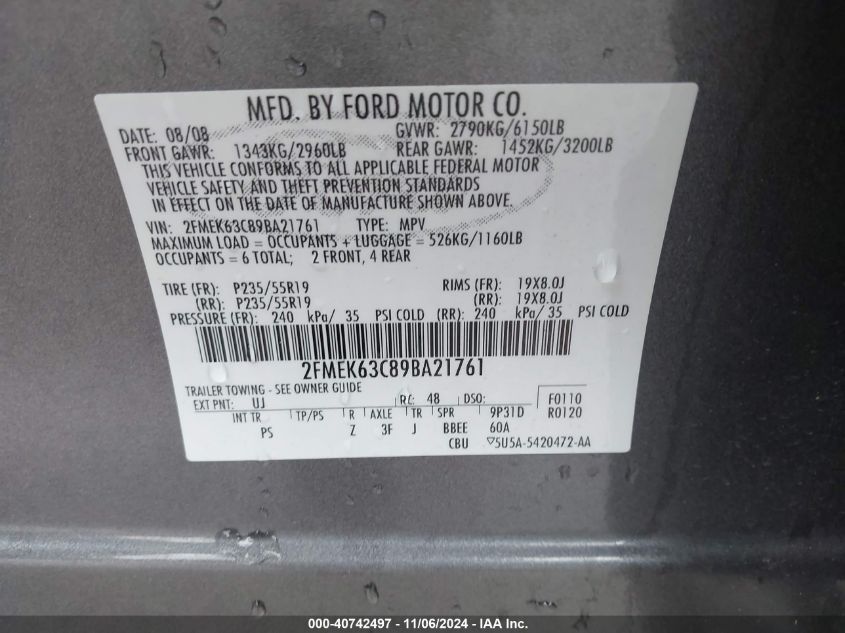 MFD. BY FORD MOTOR CO.
DATE: 08/08 GVWR: 2790KG/6150LB
FRONT GAWR: 1343KG/2960LB REAR GAWR: 1452KG/3200LB
THIS VEHICLE CONFORMS TO ALL APPLICABLE FEDERAL MOTOR
VEHICLE SAFETY AND THEFT PREVENTION STANDARDS
IN EFFECT ON THE DATE OF MANUFACTURE SHOWN ABOVE.
VIN: 2FMEK63C89BA21761 TYPE: MPV
MAXIMUM LOAD = OCCUPANTS + LUGGAGE = 526KG/1160LB
OCCUPANTS = 6 TOTAL; 2 FRONT, 4 REAR
TIRE (FR): P235/55R19 RIMS (FR): 19X8.0J
(RR): P235/55R19 (RR): 19X8.0J
PRESSURE (FR): 240 kPa/ 35 PSI COLD (RR): 240 kPa/ 35 PSI COLD
2FMEK63C89BA21761
TRAILER TOWING - SEE OWNER GUIDE
EXT PNT: UJ RC: 48 DSO: F0110
INT TR TP/PS R AXLE TR SPR 9P31D R0120
PS Z 3F J BBEE 60A
CBU ▽5U5A-5420472-AA
000-40742497 - 11/06/2024 - IAA Inc.